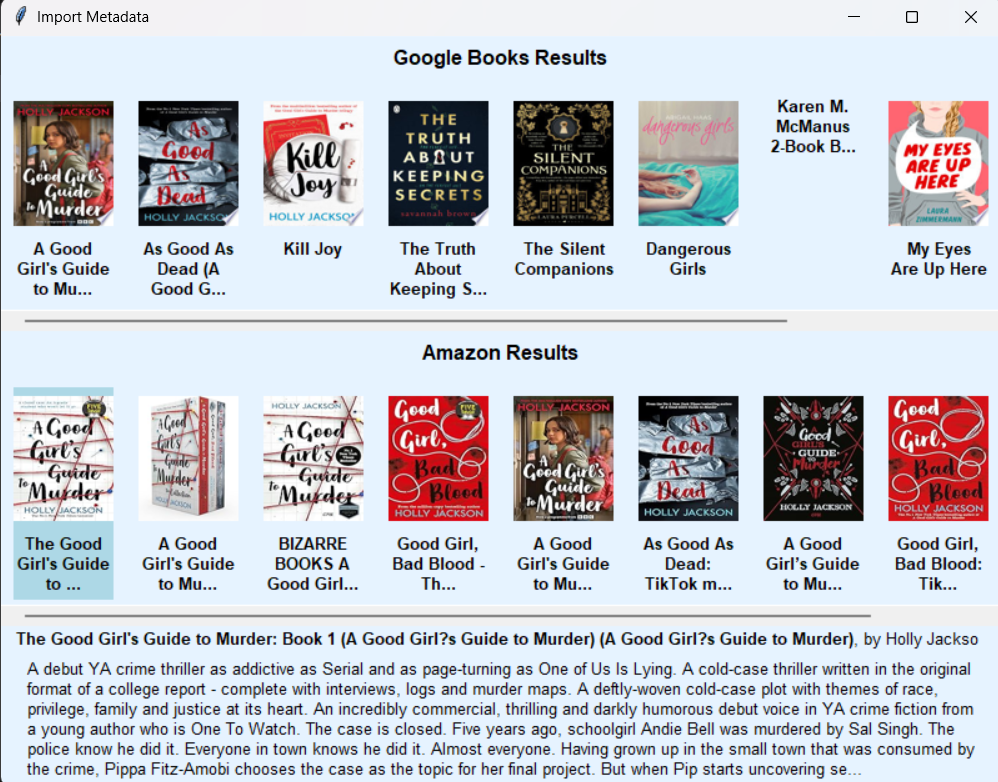 Import Metadata
Google Books Results
HOLLY JACKSON
A
Good Girl's
Guide
to Murder
BBC
As
Good
As
Dead
HOLLY JACKSON
Kill
Joy
HOLLY JACKSON
THE
TRUTH
ABOUT
KEEPING
SECRETS
savannah brown
THE
SILENT
COMPANIONS
LAURA PURCELL
ABIGAIL HAAS
dangerous girls
Karen M.
McManus
2-Book B...
MY EYES
ARE UP
HERE
LAURA
ZIMMERMANN
A Good
Girl's Guide
to Mu...
As Good As
Dead (A
Good G...
Kill Joy
The Truth
About
Keeping S...
The Silent
Companions
Dangerous
Girls
My Eyes
Are Up Here
Amazon Results
A Good
Girl's
Guide
To Murder
HOLLY JACKSON
A Good
Girl's
Guide
To Murder
HOLLY JACKSON
HOLLY JACKSON
A Good
Girl's
Guide
To Murder
Good
Girl,
Bad
Blood
HOLLY JACKSON
HOLLY JACKSON
A
Good Girl's
Guide
to Murder
BBC
As
Good
As
Dead
HOLLY JACKSON
A
Good
GIRL'S
GUIDE
to
Murder
HOLLY JACKSON
Good
Girl,
Bad
Blood
HOLLY JACKSON
The Good
Girl's Guide
to ...
A Good
Girl's Guide
to Mu...
BIZARRE
BOOKS A
Good Girl...
Good Girl,
Bad Blood -
Th...
A Good
Girl's Guide
to Mu...
As Good As
Dead:
TikTok m...
A Good
Girl's Guide
to Mu...
Good Girl,
Bad Blood:
Tik...
The Good Girl's Guide to Murder: Book 1 (A Good Girl?s Guide to Murder) (A Good Girl?s Guide to Murder), by Holly Jackso
A debut YA crime thriller as addictive as Serial and as page-turning as One of Us Is Lying. A cold-case thriller written in the original
format of a college report - complete with interviews, logs and murder maps. A deftly-woven cold-case plot with themes of race,
privilege, family and justice at its heart. An incredibly commercial, thrilling and darkly humorous debut voice in YA crime fiction from
a young author who is One To Watch. The case is closed. Five years ago, schoolgirl Andie Bell was murdered by Sal Singh. The
police know he did it. Everyone in town knows he did it. Almost everyone. Having grown up in the small town that was consumed by
the crime, Pippa Fitz-Amobi chooses the case as the topic for her final project. But when Pip starts uncovering se...